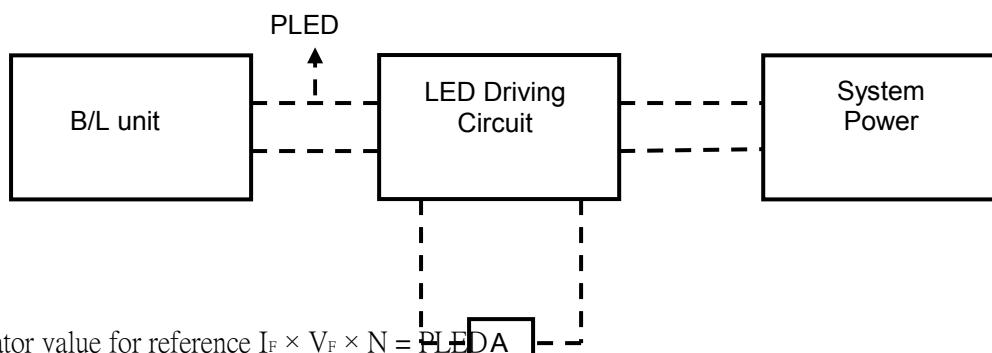 PLED
B/L unit
LED Driving
Circuit
System
Power
ator value for reference IF × VF × N = PLED
A